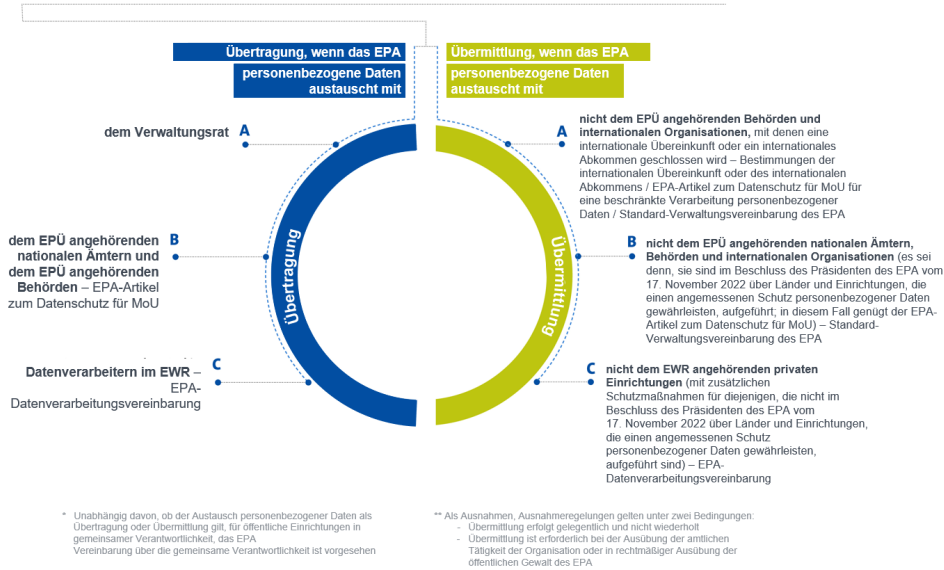 Übertragung, wenn das EPA
personenbezogene Daten
austauscht mit
Übermittlung, wenn das EPA
personenbezogene Daten
austauscht mit
A
dem Verwaltungsrat
B
dem EPÜ angehörenden
nationalen Ämtern und
dem EPÜ angehörenden
Behörden – EPA-Artikel
zum Datenschutz für MoU
C
Datenverarbeitern im EWR –
EPA-
Datenverarbeitungsvereinbarung
Übertragung
Übermittlung
A
nicht dem EPÜ angehörenden Behörden und
internationalen Organisationen, mit denen eine
internationale Übereinkunft oder ein internationales
Abkommen geschlossen wird – Bestimmungen der
internationalen Übereinkunft oder des internationalen
Abkommens / EPA-Artikel zum Datenschutz für MoU für
eine beschränkte Verarbeitung personenbezogener
Daten / Standard-Verwaltungsvereinbarung des EPA
B
nicht dem EPÜ angehörenden nationalen Ämtern,
Behörden und internationalen Organisationen (es sei
denn, sie sind im Beschluss des Präsidenten des EPA vom
17. November 2022 über Länder und Einrichtungen, die
einen angemessenen Schutz personenbezogener Daten
gewährleisten, aufgeführt; in diesem Fall genügt der EPA-
Artikel zum Datenschutz für MoU) – Standard-
Verwaltungsvereinbarung des EPA
C
nicht dem EWR angehörenden privaten
Einrichtungen (mit zusätzlichen
Schutzmaßnahmen für diejenigen, die nicht im
Beschluss des Präsidenten des EPA vom
17. November 2022 über Länder und Einrichtungen,
die einen angemessenen Schutz
personenbezogener Daten gewährleisten,
aufgeführt sind) – EPA-
Datenverarbeitungsvereinbarung
* Unabhängig davon, ob der Austausch personenbezogener Daten als
Übertragung oder Übermittlung gilt, für öffentliche Einrichtungen in
gemeinsamer Verantwortlichkeit, das EPA
Vereinbarung über die gemeinsame Verantwortlichkeit ist vorgesehen
** Als Ausnahmen, Ausnahmeregelungen gelten unter zwei Bedingungen:
- Übermittlung erfolgt gelegentlich und nicht wiederholt
- Übermittlung ist erforderlich bei der Ausübung der amtlichen
Tätigkeit der Organisation oder in rechtmäßiger Ausübung der
öffentlichen Gewalt des EPA